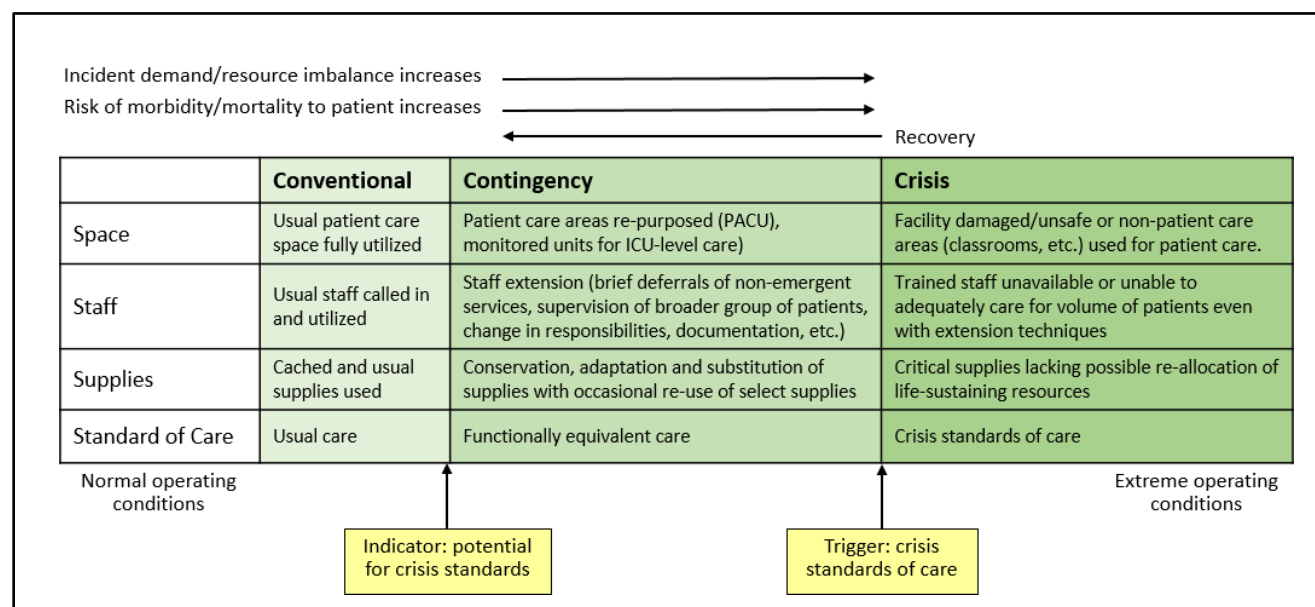 Incident demand/resource imbalance increases
Risk of morbidity/mortality to patient increases
Recovery
Conventional
Contingency
Crisis
Space
Usual patient care
space fully utilized
Patient care areas re-purposed (PACU),
monitored units for ICU-level care)
Facility damaged/unsafe or non-patient care
areas (classrooms, etc.) used for patient care.
Staff
Usual staff called in
and utilized
Staff extension (brief deferrals of non-emergent
services, supervision of broader group of patients,
change in responsibilities, documentation, etc.)
Trained staff unavailable or unable to
adequately care for volume of patients even
with extension techniques
Supplies
Cached and usual
supplies used
Conservation, adaptation and substitution of
supplies with occasional re-use of select supplies
Critical supplies lacking possible re-allocation of
life-sustaining resources
Standard of Care
Usual care
Functionally equivalent care
Crisis standards of care
Normal operating
conditions
Extreme operating
conditions
Indicator: potential
for crisis standards
Trigger: crisis
standards of care